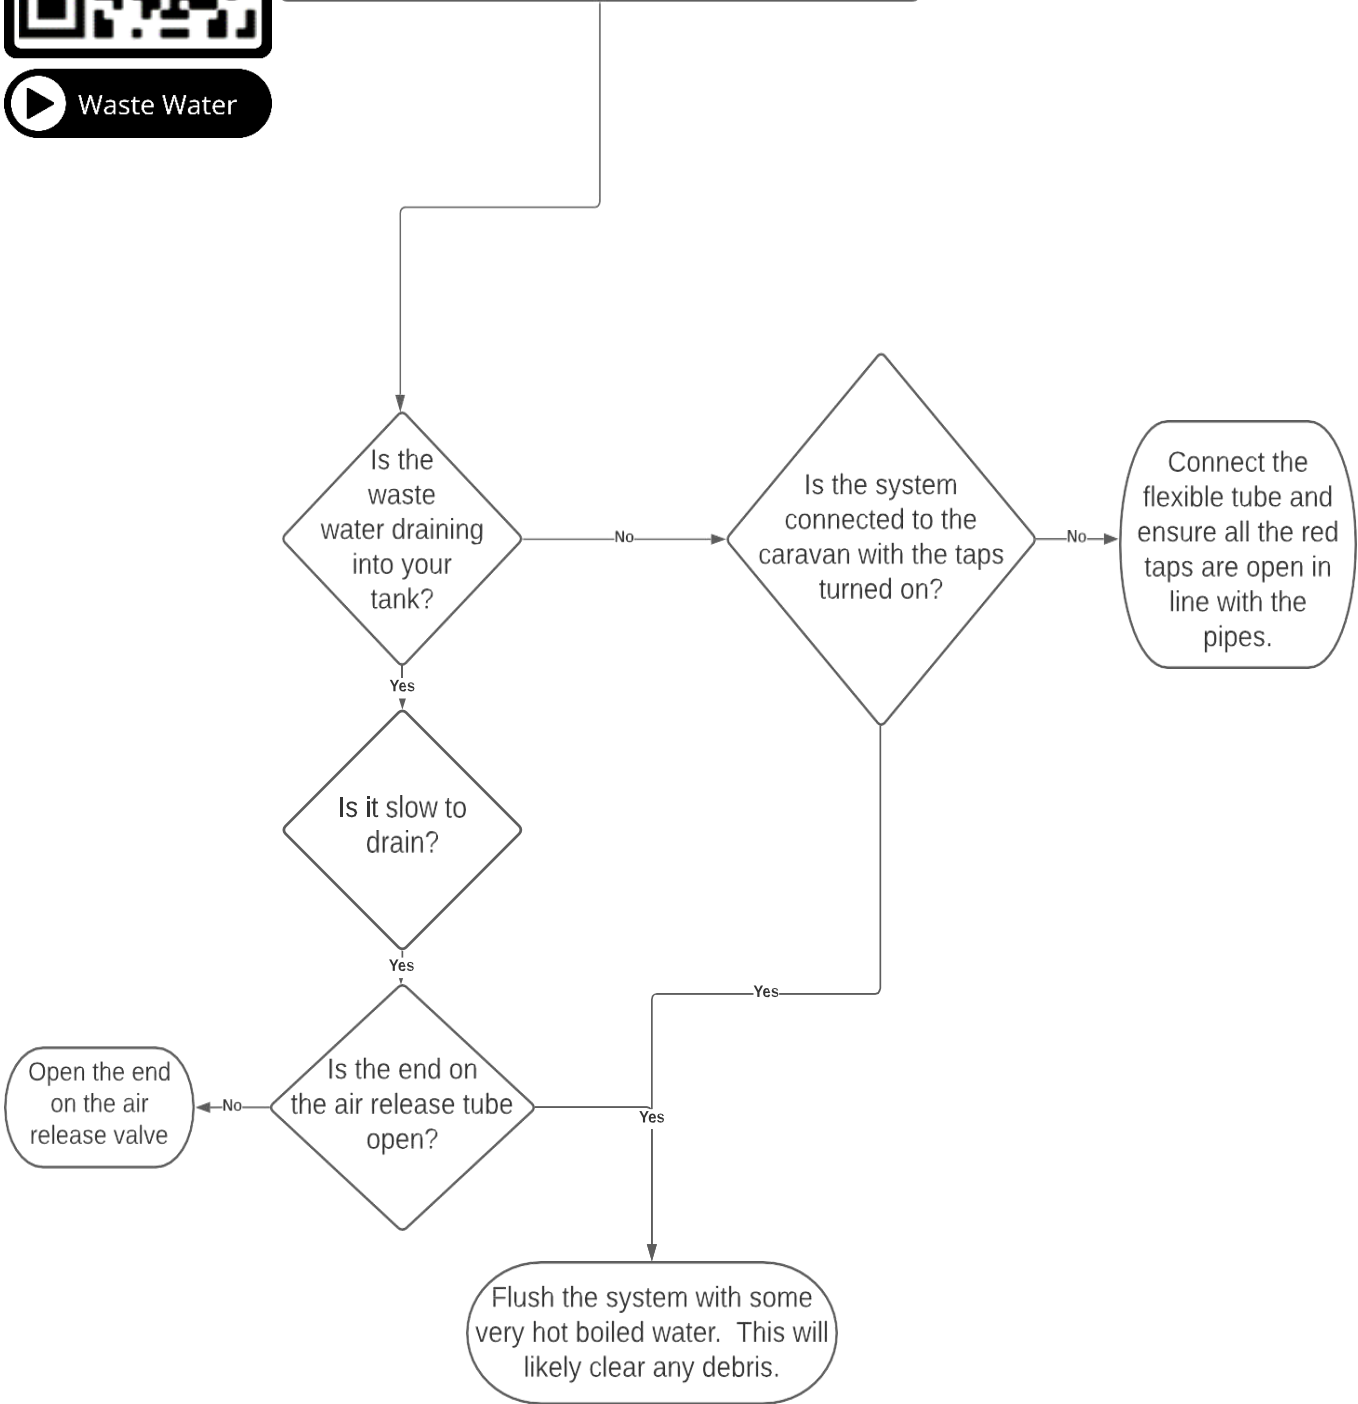 Waste Water
Is the
waste
water draining
into your
tank?
No
Is the system
connected to the
caravan with the taps
turned on?
No
Connect the
flexible tube and
ensure all the red
taps are open in
line with the
pipes.
Yes
Is it slow to
drain?
Yes
Yes
Is the end on
the air release tube
open?
No
Open the end
on the air
release valve
Yes
Flush the system with some
very hot boiled water.  This will
likely clear any debris.